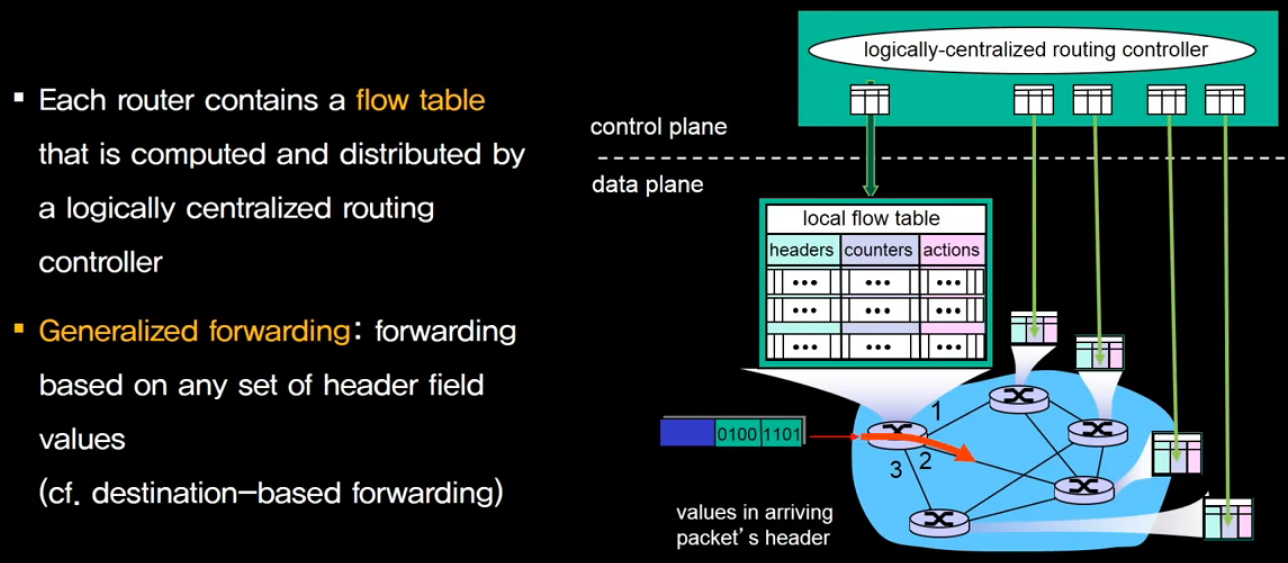 ▪ Each router contains a flow table
that is computed and distributed by
a logically centralized routing
controller
▪ Generalized forwarding: forwarding
based on any set of header field
values
(cf. destination-based forwarding)
logically-centralized routing controller
control plane
data plane
local flow table
headers counters actions
••• ••• •••
••• ••• •••
••• ••• •••
1
0100 1101
2
3
values in arriving
packet's header